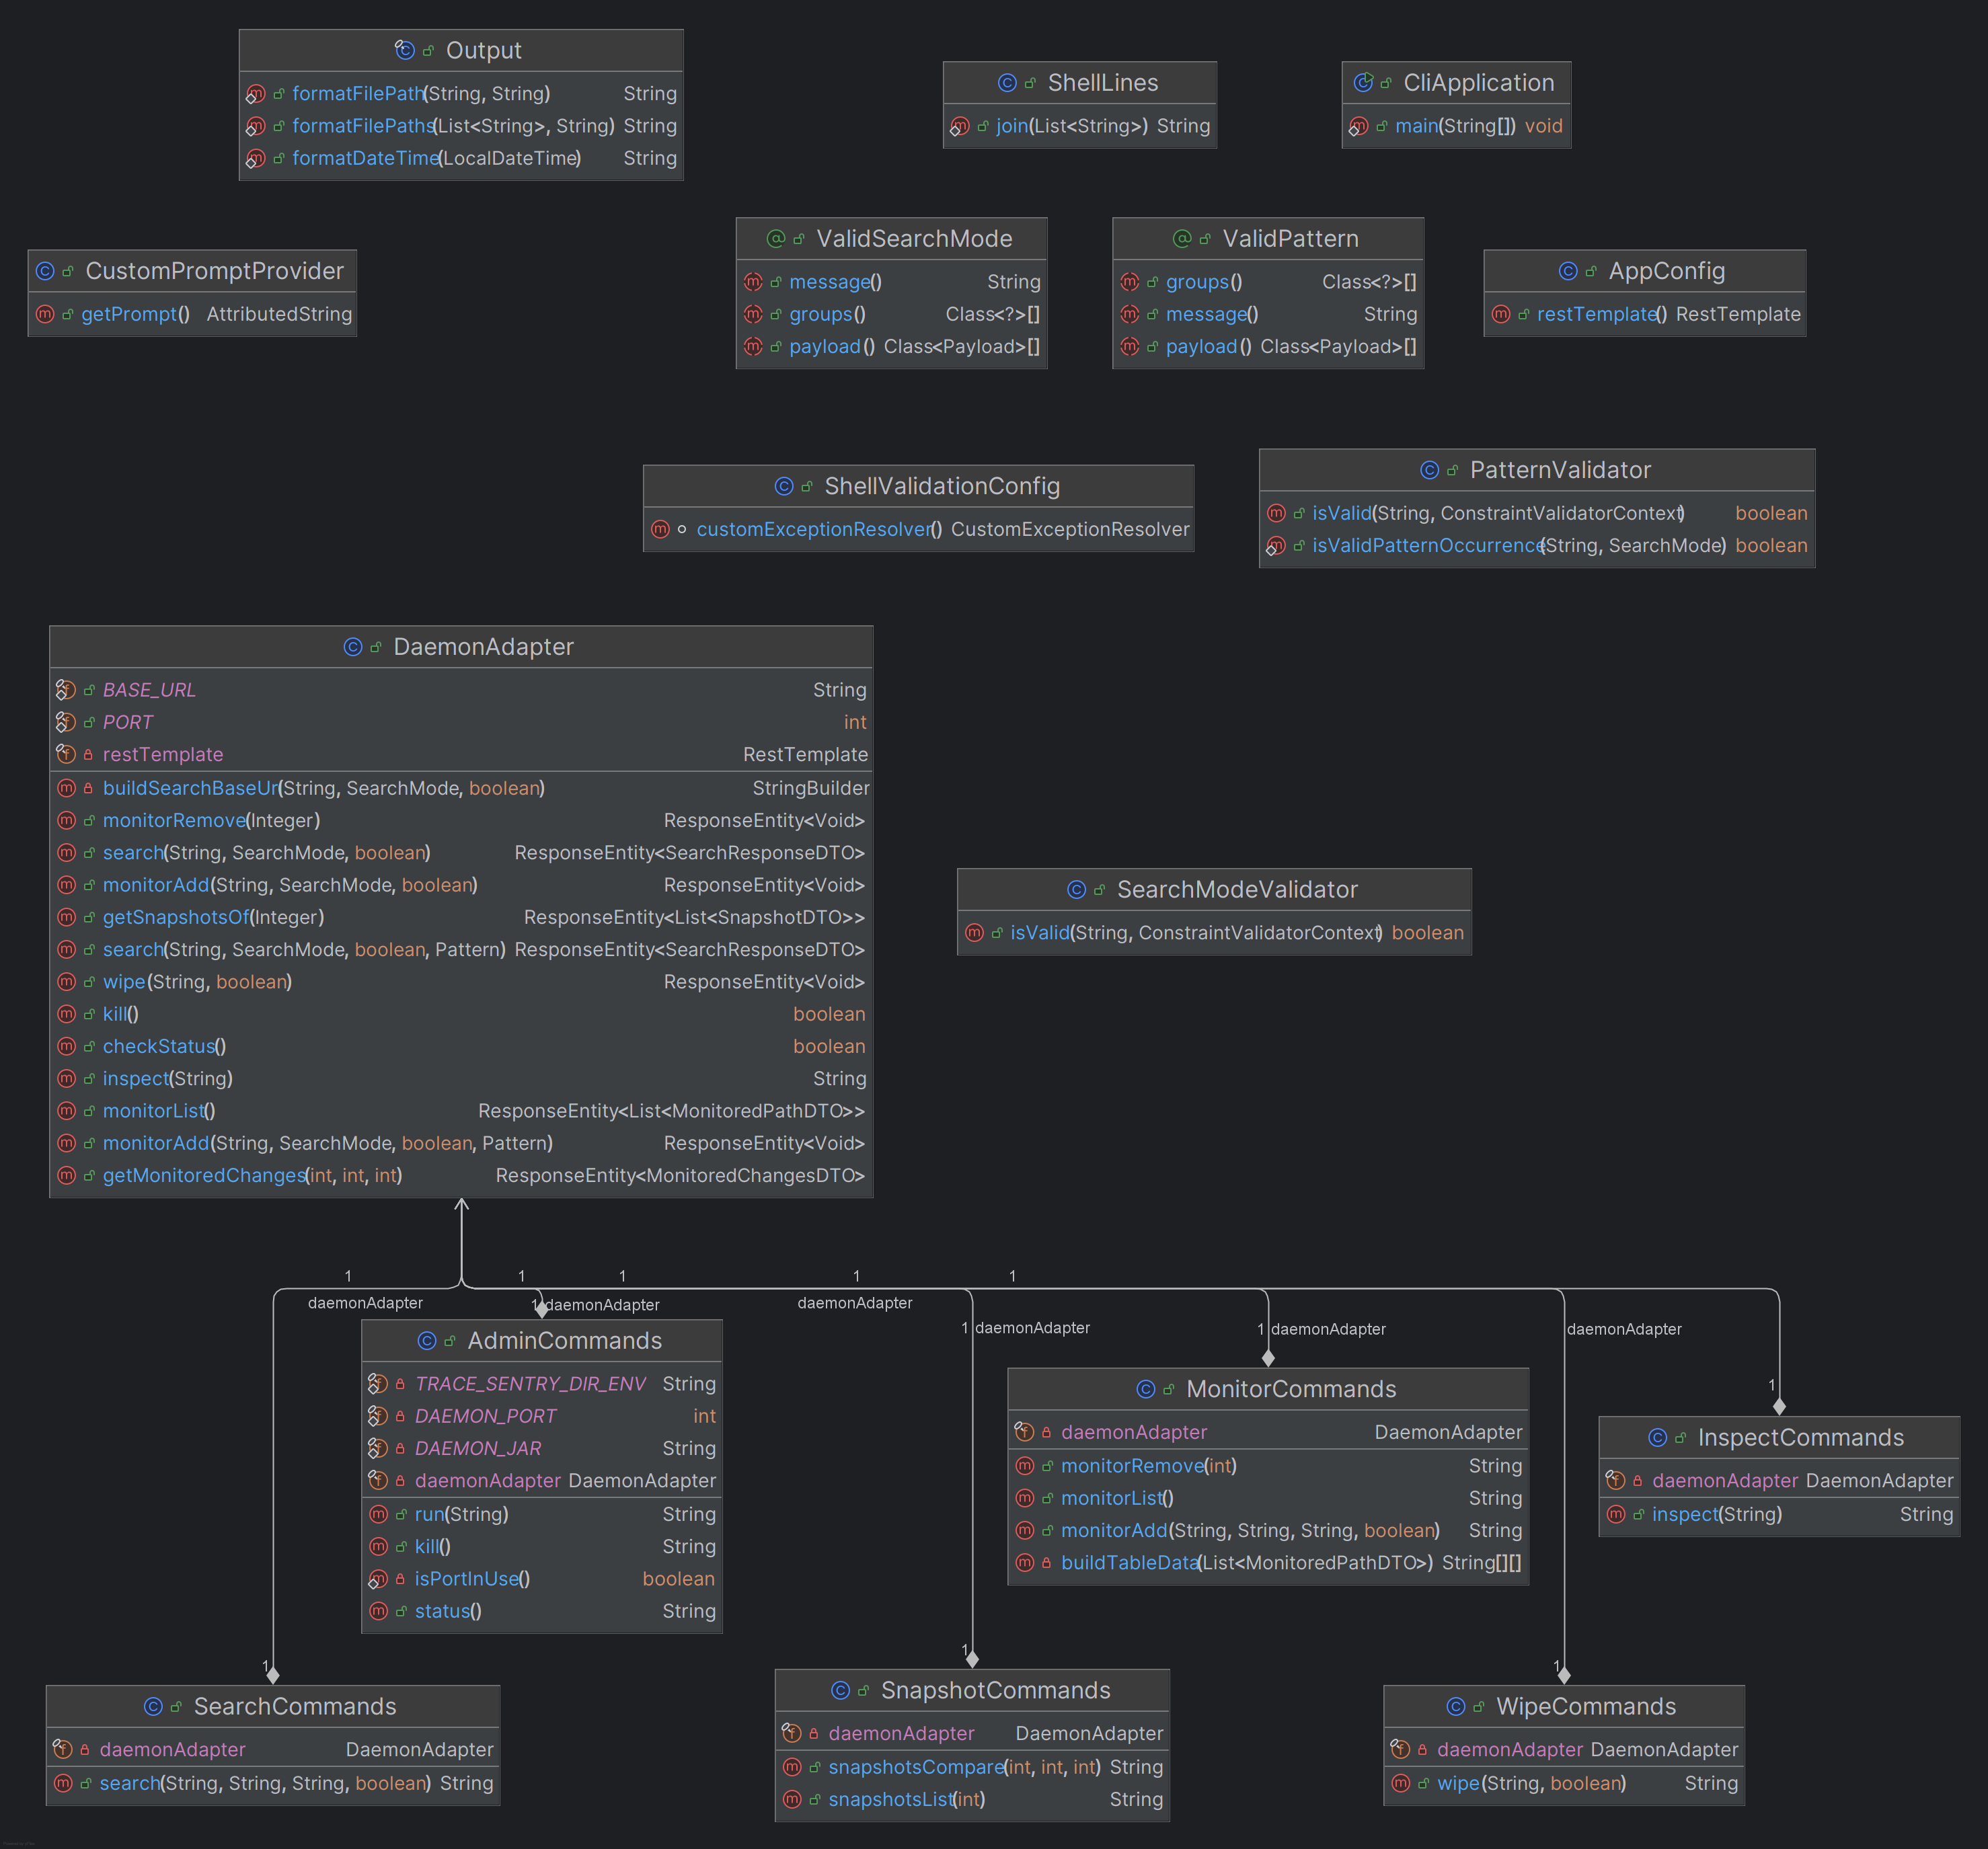 Output
formatFilePath(String, String) String
formatFilePaths(List<String>, String) String
formatDateTime(LocalDateTime) String
ShellLines
join(List<String>) String
CliApplication
main(String[]) void
CustomPromptProvider
getPrompt() AttributedString
ValidSearchMode
message() String
groups() Class<?>[]
payload() Class<Payload>[]
ValidPattern
groups() Class<?>[]
message() String
payload() Class<Payload>[]
AppConfig
restTemplate() RestTemplate
ShellValidationConfig
customExceptionResolver() CustomExceptionResolver
PatternValidator
isValid(String, ConstraintValidatorContext) boolean
isValidPatternOccurrence(String, SearchMode) boolean
DaemonAdapter
BASE_URL String
PORT int
restTemplate RestTemplate
buildSearchBaseUr(String, SearchMode, boolean) StringBuilder
monitorRemove(Integer) ResponseEntity<Void>
search(String, SearchMode, boolean) ResponseEntity<SearchResponseDTO>
monitorAdd(String, SearchMode, boolean) ResponseEntity<Void>
getSnapshotsOf(Integer) ResponseEntity<List<SnapshotDTO>>
search(String, SearchMode, boolean, Pattern) ResponseEntity<SearchResponseDTO>
wipe(String, boolean) ResponseEntity<Void>
kill() boolean
checkStatus() boolean
inspect(String) String
monitorList() ResponseEntity<List<MonitoredPathDTO>>
monitorAdd(String, SearchMode, boolean, Pattern) ResponseEntity<Void>
getMonitoredChanges(int, int, int) ResponseEntity<MonitoredChangesDTO>
SearchModeValidator
isValid(String, ConstraintValidatorContext) boolean
1 1 1 1 1
daemonAdapter
1 daemonAdapter
daemonAdapter
1 daemonAdapter
1 daemonAdapter
daemonAdapter
1
AdminCommands
TRACE_SENTRY_DIR_ENV String
DAEMON_PORT int
DAEMON_JAR String
daemonAdapter DaemonAdapter
run(String) String
kill() String
isPortInUse() boolean
status() String
MonitorCommands
daemonAdapter DaemonAdapter
monitorRemove(int) String
monitorList() String
monitorAdd(String, String, String, boolean) String
buildTableData(List<MonitoredPathDTO>) String[][]
InspectCommands
daemonAdapter DaemonAdapter
inspect(String) String
1
1
1
SearchCommands
daemonAdapter DaemonAdapter
search(String, String, String, boolean) String
SnapshotCommands
daemonAdapter DaemonAdapter
snapshotsCompare(int, int, int) String
snapshotsList(int) String
WipeCommands
daemonAdapter DaemonAdapter
wipe(String, boolean) String